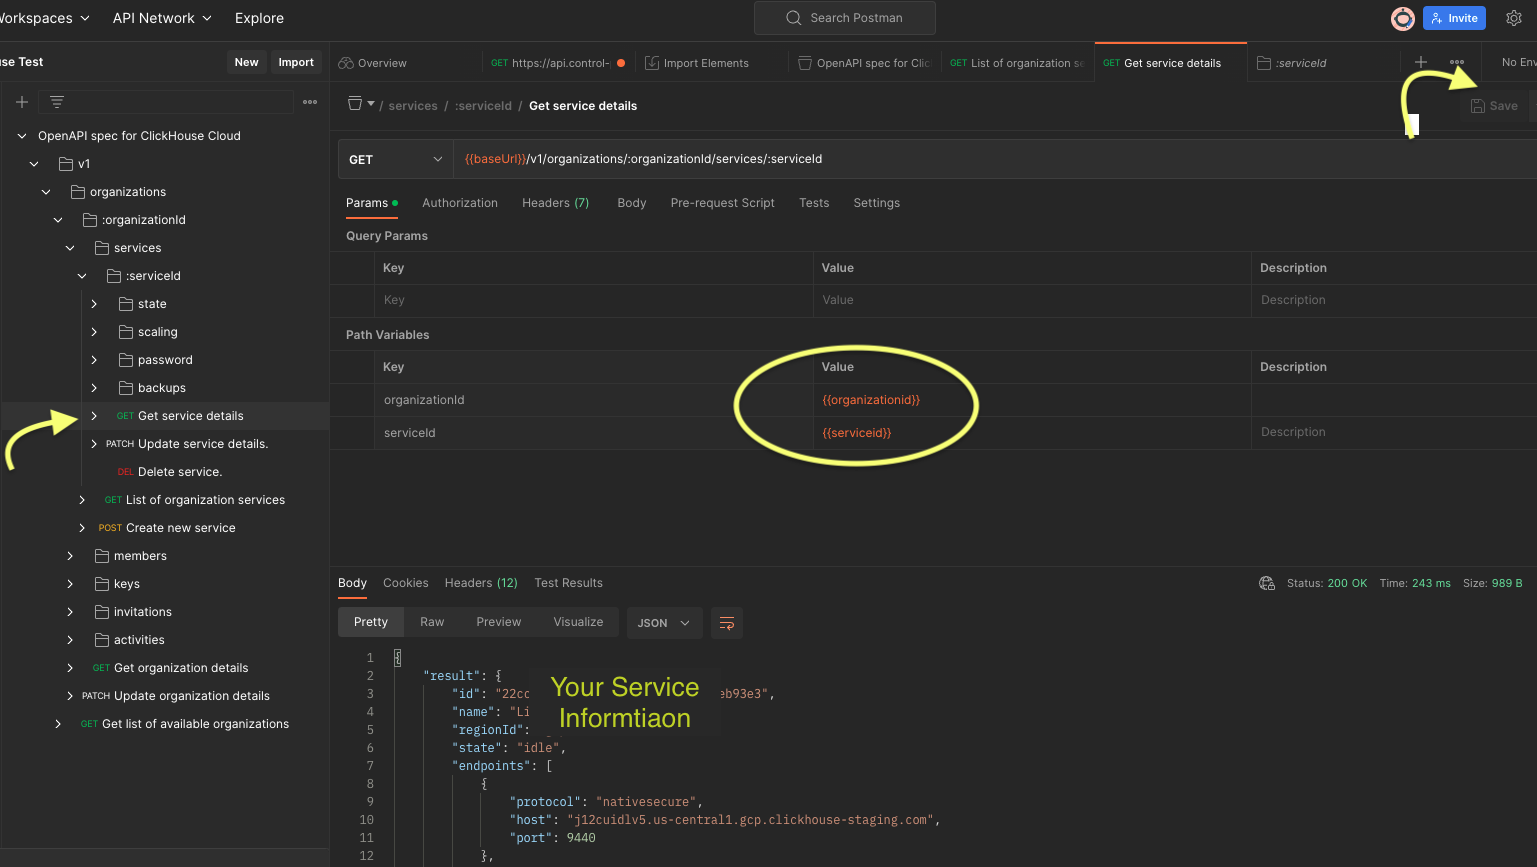 Workspaces API Network Explore Search Postman Invite
use Test New Import Overview GET https://api.control- Import Elements OpenAPI spec for Clic GET List of organization se GET Get service details :serviceId No Env
/ services / :serviceId / Get service details Save
OpenAPI spec for ClickHouse Cloud
v1
GET {{baseUrl}}/v1/organizations/:organizationId/services/:serviceId
organizations
Params Authorization Headers (7) Body Pre-request Script Tests Settings
:organizationId
Query Params
services
Key Value Description
:serviceId
Key Value Description
state
scaling
Path Variables
password
Key Value Description
backups
organizationId {{organizationid}}
GET Get service details
serviceId {{serviceid}} Description
PATCH Update service details.
DEL Delete service.
GET List of organization services
POST Create new service
members
keys
invitations
activities
GET Get organization details
PATCH Update organization details
GET Get list of available organizations
Body Cookies Headers (12) Test Results Status: 200 OK Time: 243 ms Size: 989 B
Pretty Raw Preview Visualize JSON
1 {
2 "result": {
3 "id": "22cc eb93e3",
4 "name": "Li
5 "regionId":
6 "state": "idle",
7 "endpoints": [
8 {
9 "protocol": "nativesecure",
10 "host": "j12cuidlv5.us-central1.gcp.clickhouse-staging.com",
11 "port": 9440
12 },
Your Service
Informtiaon